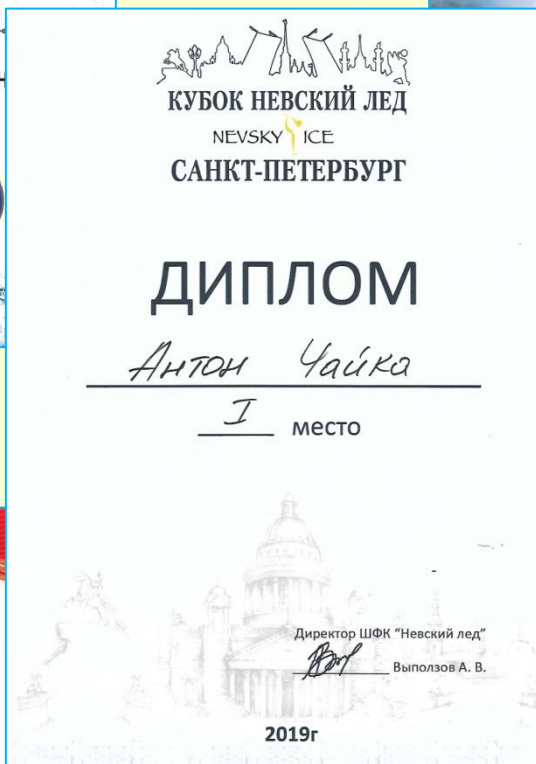 КУБОК НЕВСКИЙ ЛЕД
NEVSKY ICE
САНКТ-ПЕТЕРБУРГ
ДИПЛОМ
Антон Чайка
I место
Директор ШФК "Невский лед"
Выползов А. В.
2019г